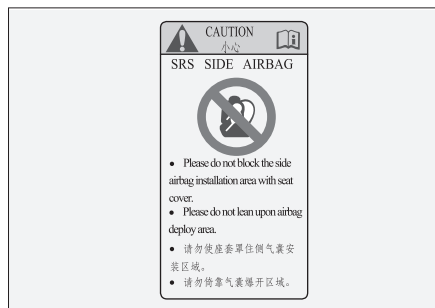 CAUTION
小心
SRS SIDE AIRBAG
• Please do not block the side
airbag installation area with seat
cover.
• Please do not lean upon airbag
deploy area.
• 请勿使座套罩住侧气囊安
装区域。
• 请勿倚靠气囊爆开区域。